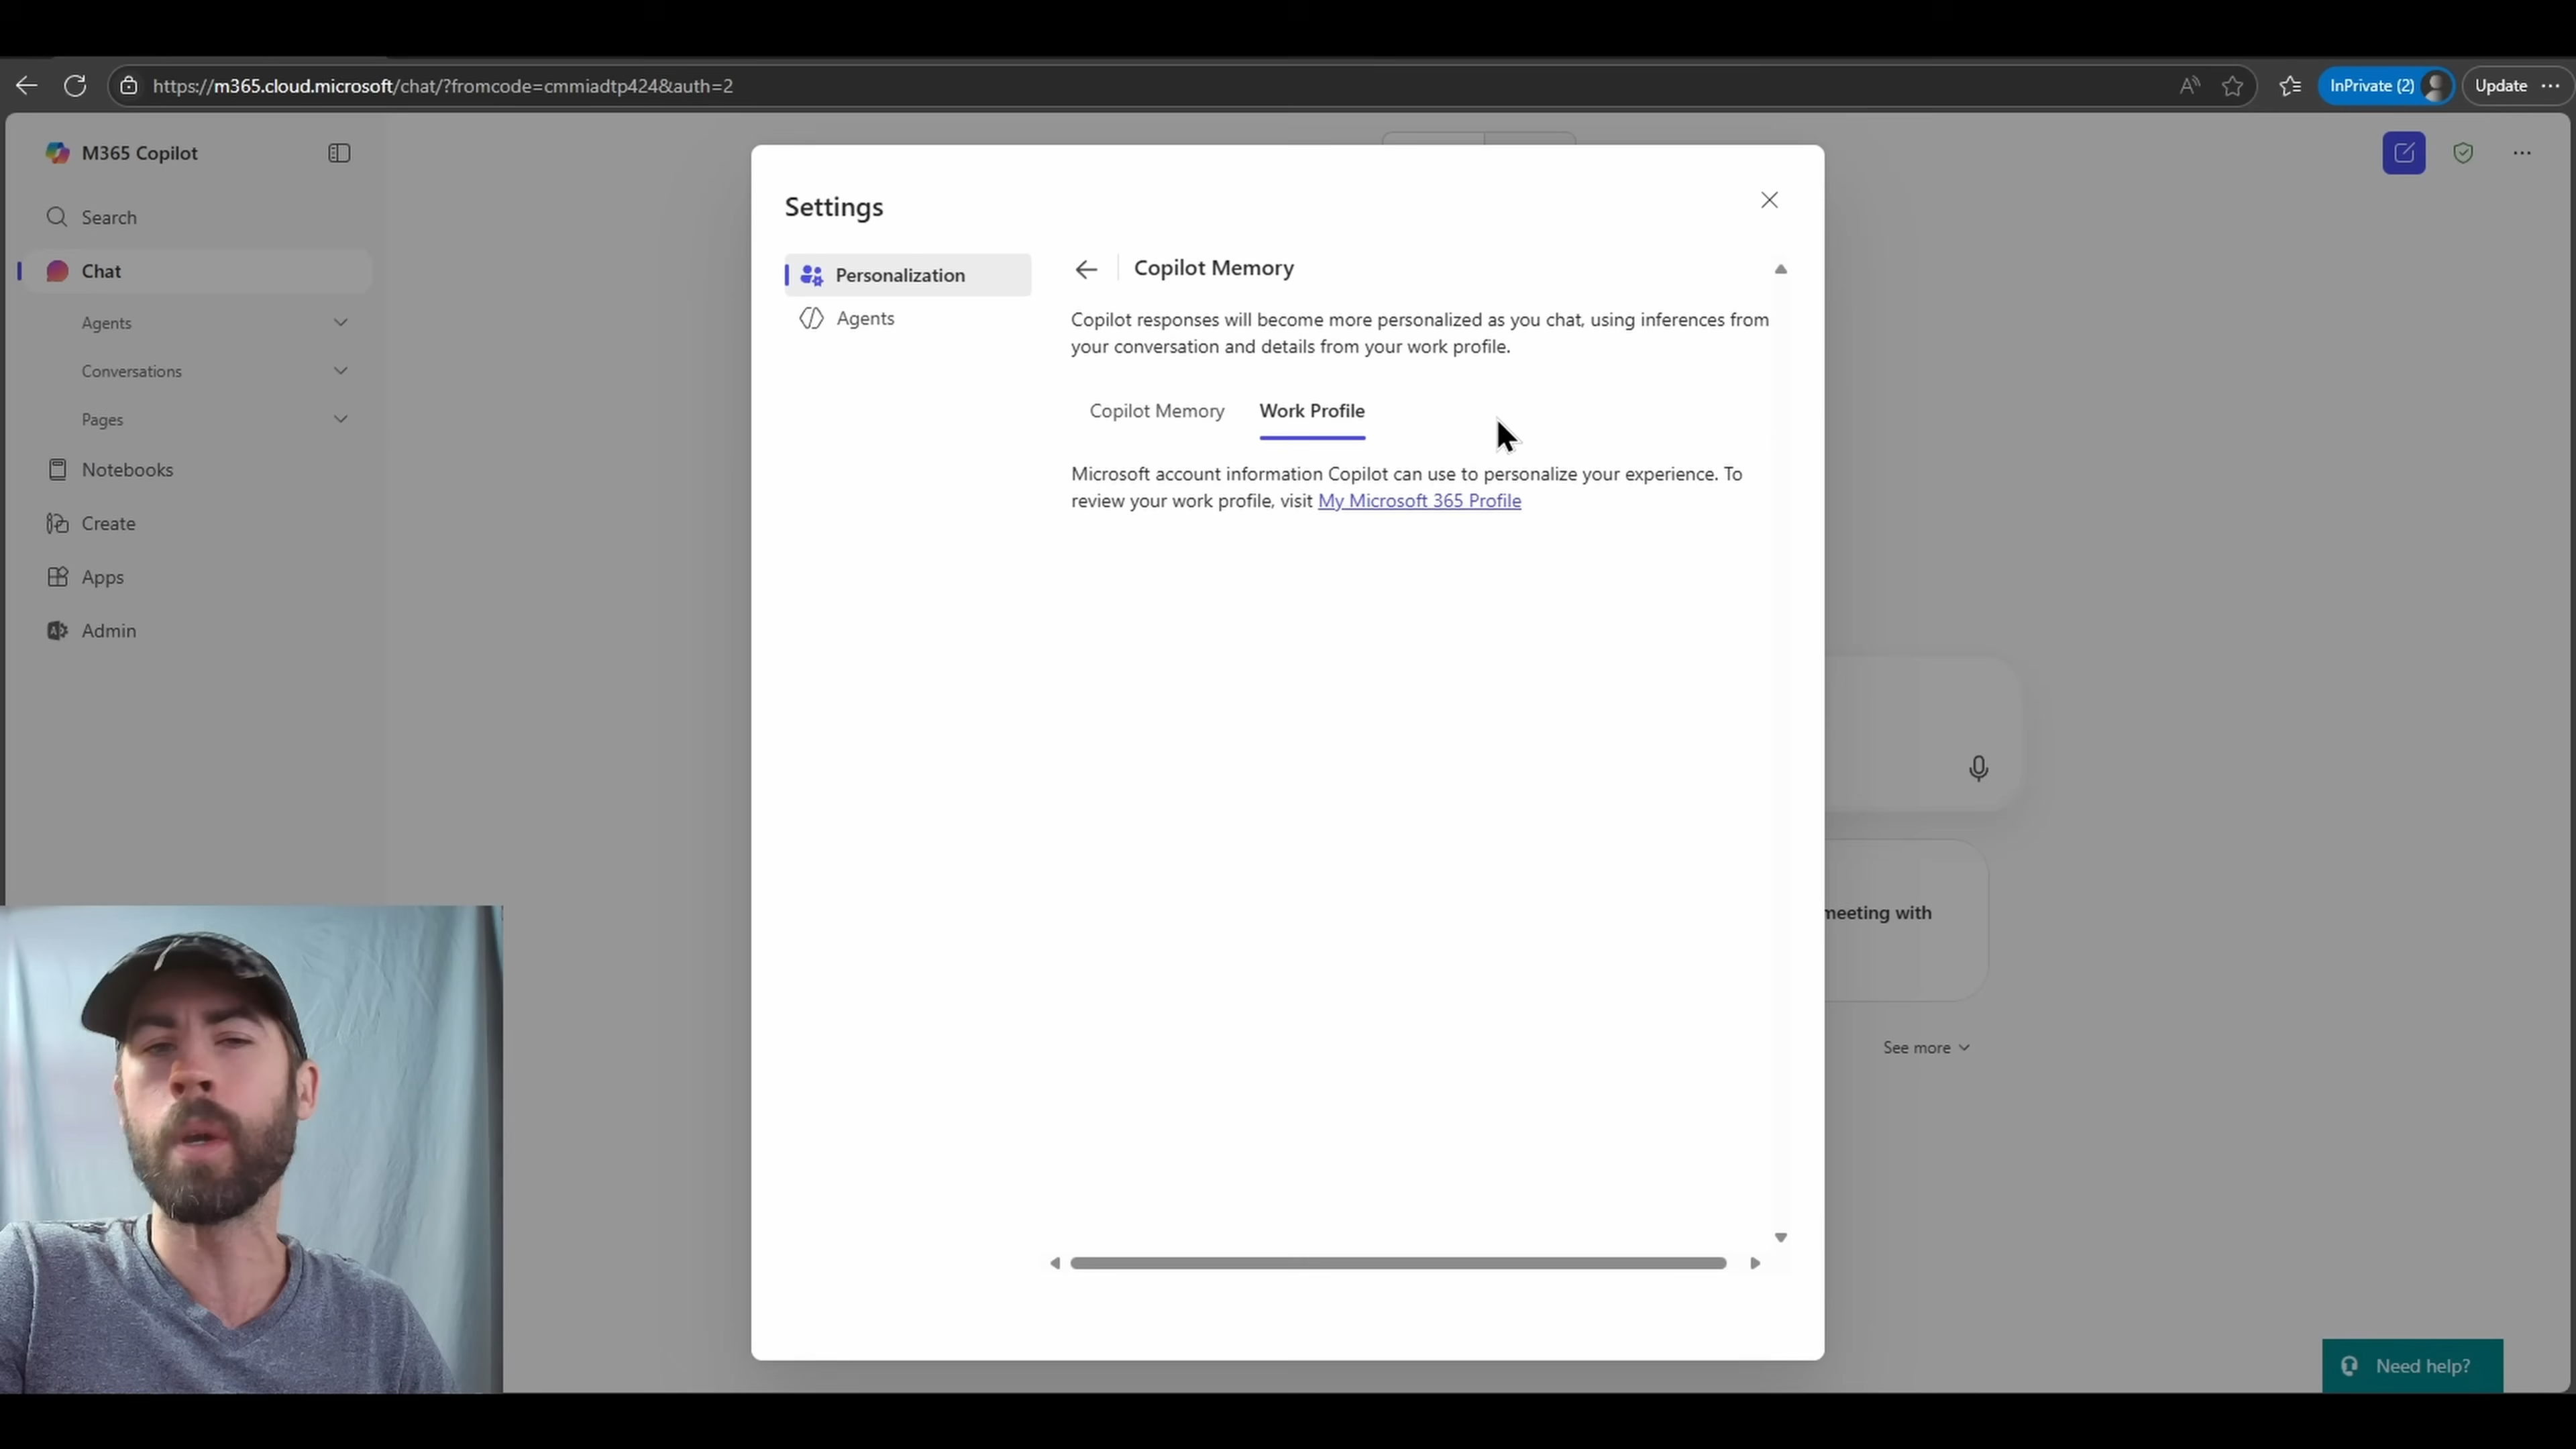 https://m365.cloud.microsoft/chat/?fromcode=cmmiadtp424&auth=2
InPrivate (2)
Update
M365 Copilot
Search
Chat
Agents
Conversations
Pages
Notebooks
Create
Apps
Admin
Settings
Personalization
Agents
Copilot Memory
Copilot responses will become more personalized as you chat, using inferences from
your conversation and details from your work profile.
Copilot Memory
Work Profile
Microsoft account information Copilot can use to personalize your experience. To
review your work profile, visit My Microsoft 365 Profile
meeting with
See more
Need help?